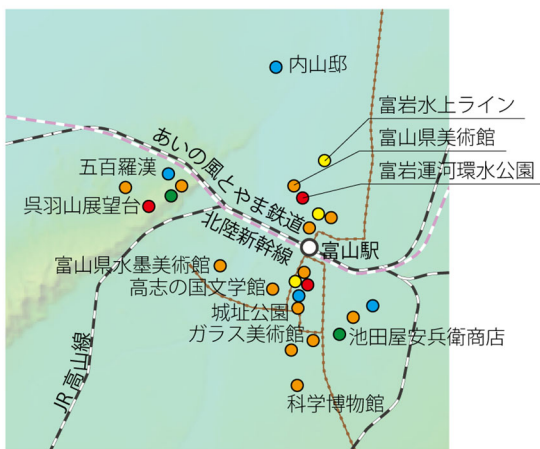 内山邸
富岩水上ライン
富山県美術館
富岩運河環水公園
あいの風とやま鉄道
五百羅漢
呉羽山展望台
北陸新幹線
富山駅
富山県水墨美術館
高志の国文学館
城址公園
ガラス美術館
池田屋安兵衛商店
JR高山線
科学博物館